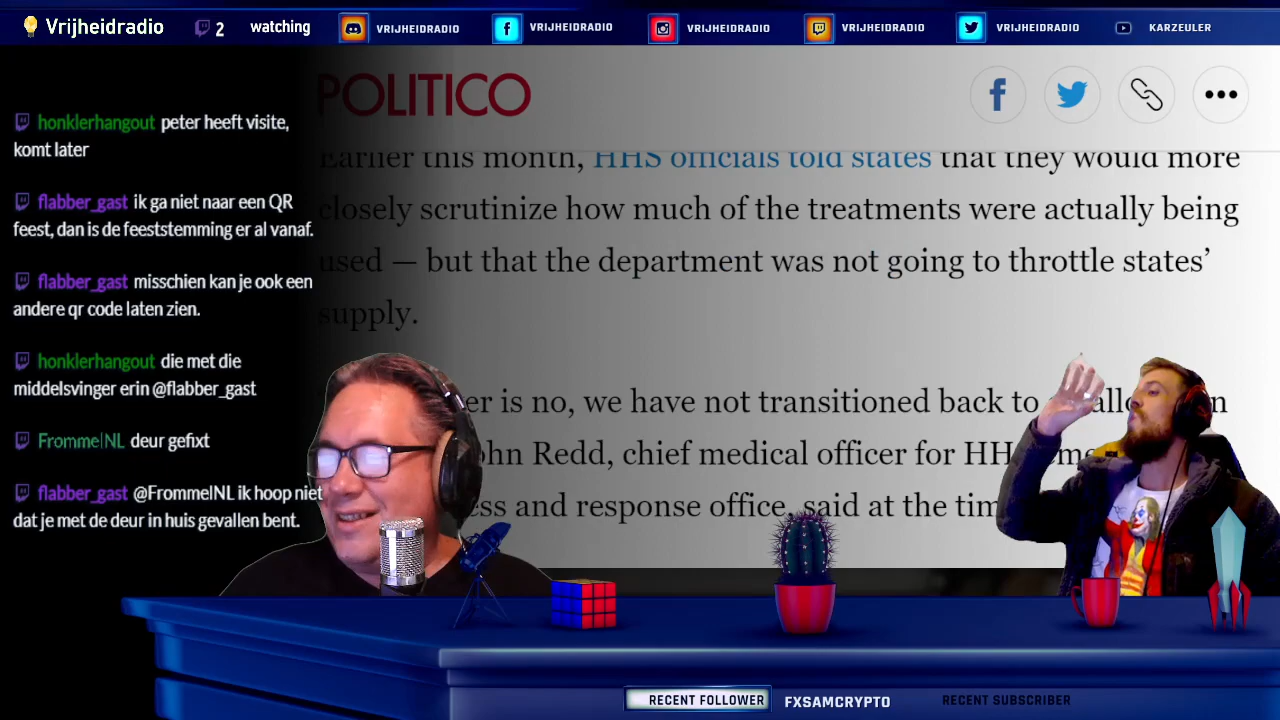 Vrijheidradio
2
watching
VRIJHEIDRADIO
VRIJHEIDRADIO
VRIJHEIDRADIO
VRIJHEIDRADIO
VRIJHEIDRADIO
KARZEULER
POLITICO
honklerhangout peter heeft visite,
komt later
flabber_gast ik ga niet naar een QR
feest, dan is de feeststemming er al vanaf.
flabber_gast misschien kan je ook een
andere qr code laten zien.
honklerhangout die met die
middelsvinger erin @flabber_gast
FrommelNL deur gefixt
flabber_gast @FrommelNL ik hoop niet
dat je met de deur in huis gevallen bent.
Earlier this month, HHS officials told states that they would more
closely scrutinize how much of the treatments were actually being
used — but that the department was not going to throttle states’
supply.
er is no, we have not transitioned back to
ohn Redd, chief medical officer for HH
ess and response office, said at the tim
RECENT FOLLOWER
FXSAMCRYPTO
RECENT SUBSCRIBER